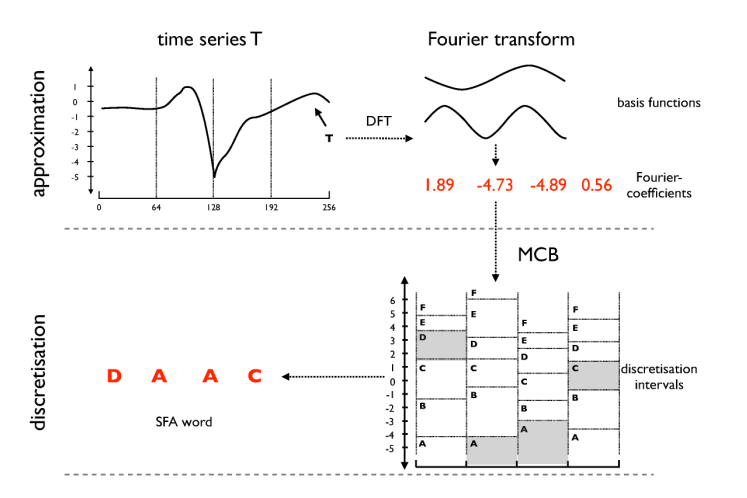 time series T
Fourier transform
approximation
1
0
-1
-2
-3
-4
-5
T
0 64 128 192 256
DFT
basis functions
1.89 -4.73 -4.89 0.56
Fourier-
coefficients
MCB
discretisation
D A A C
SFA word
6
5
4
3
2
1
0
-1
-2
-3
-4
-5
F
E
D
C
B
A
F
E
D
C
B
A
F
E
D
C
B
A
F
E
D
C
B
A
discretisation
intervals